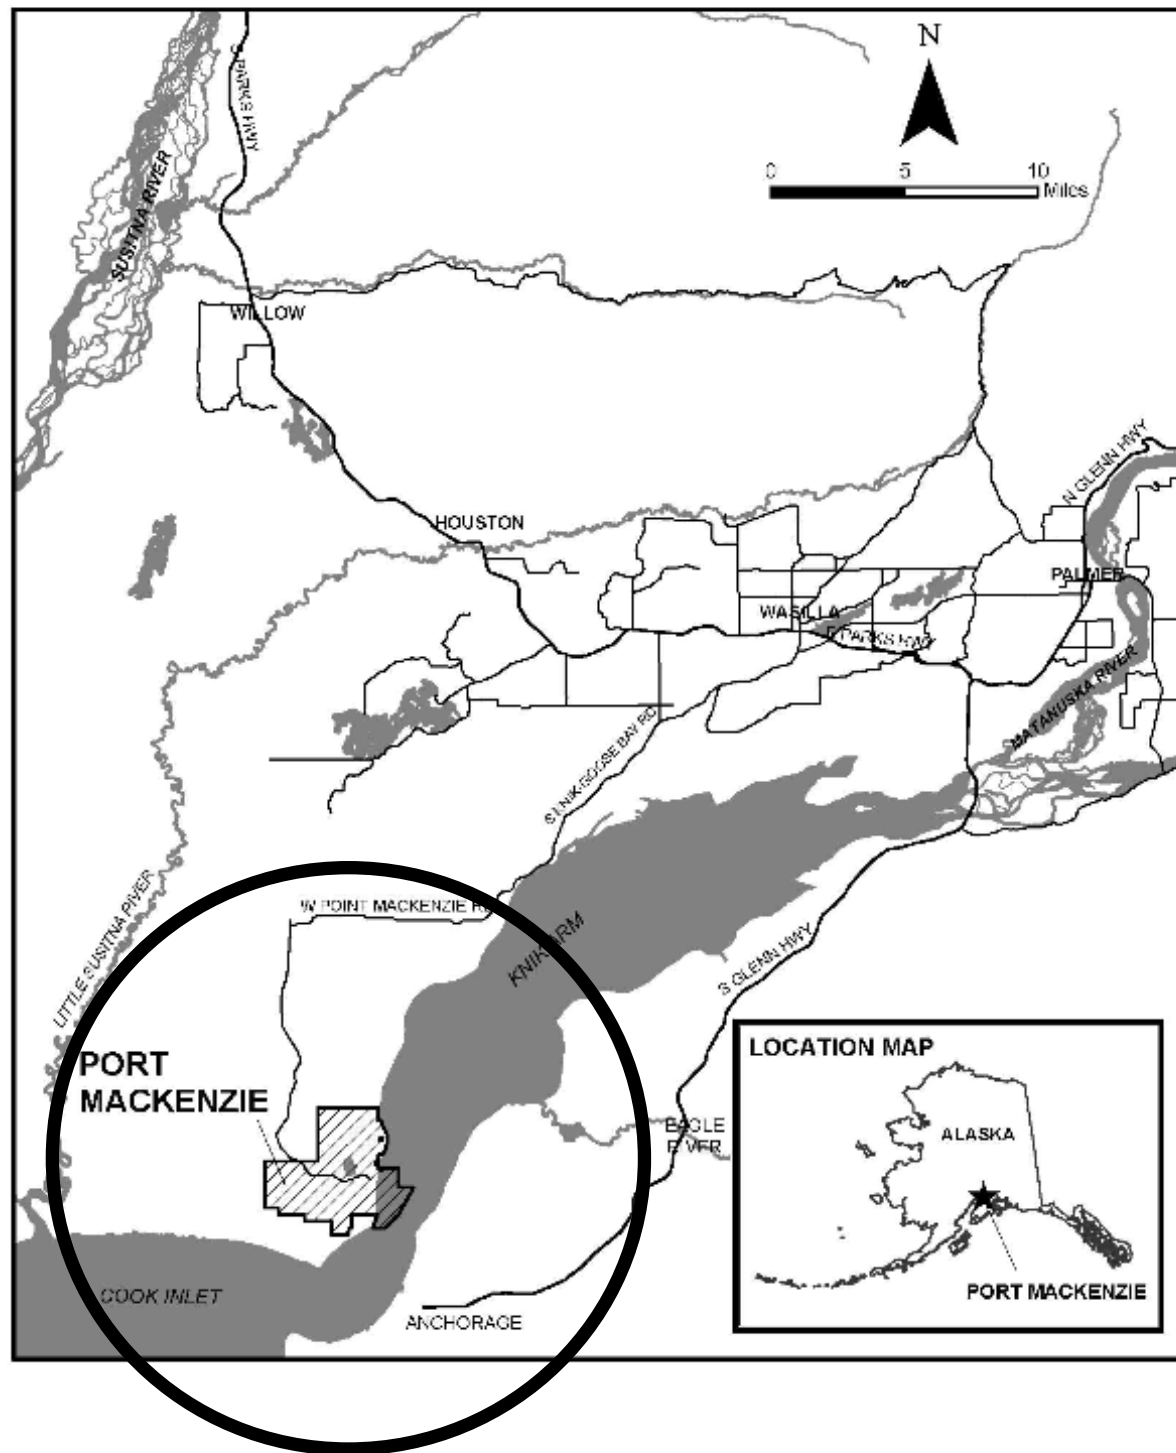 N
0 5 10
Miles
PARKS HWY
SUSITNA RIVER
WILLOW
N GLENN HWY
HOUSTON
PALMER
WASILLA
E PARKS HWY
MATANUSKA RIVER
S KNIK-GOOSE BAY RD
LITTLE SUSITNA RIVER
W POINT MACKENZIE RD
KNIK ARM
S GLENN HWY
PORT
MACKENZIE
EAGLE
RIVER
COOK INLET
ANCHORAGE
LOCATION MAP
ALASKA
PORT MACKENZIE